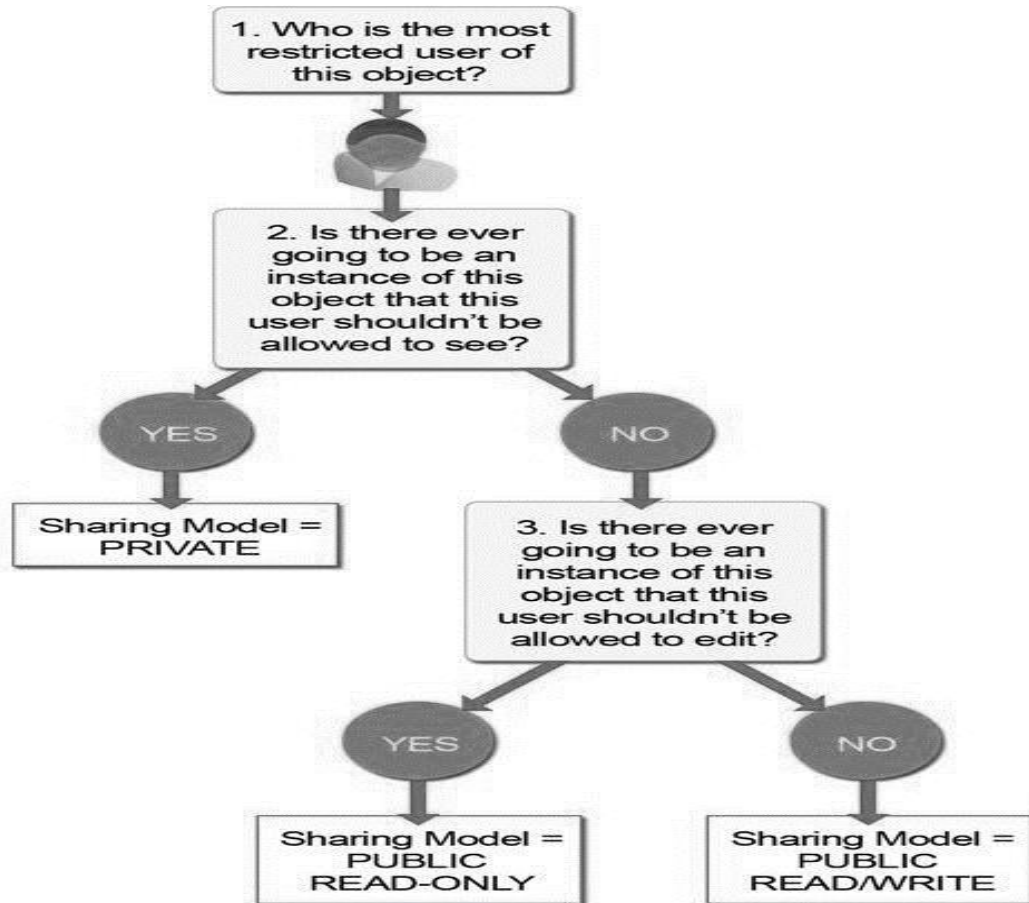 1. Who is the most
restricted user of
this object?
2. Is there ever
going to be an
instance of this
object that this
user shouldn't be
allowed to see?
YES
NO
Sharing Model =
PRIVATE
3. Is there ever
going to be an
instance of this
object that this
user shouldn't be
allowed to edit?
YES
NO
Sharing Model =
PUBLIC
READ-ONLY
Sharing Model =
PUBLIC
READ/WRITE